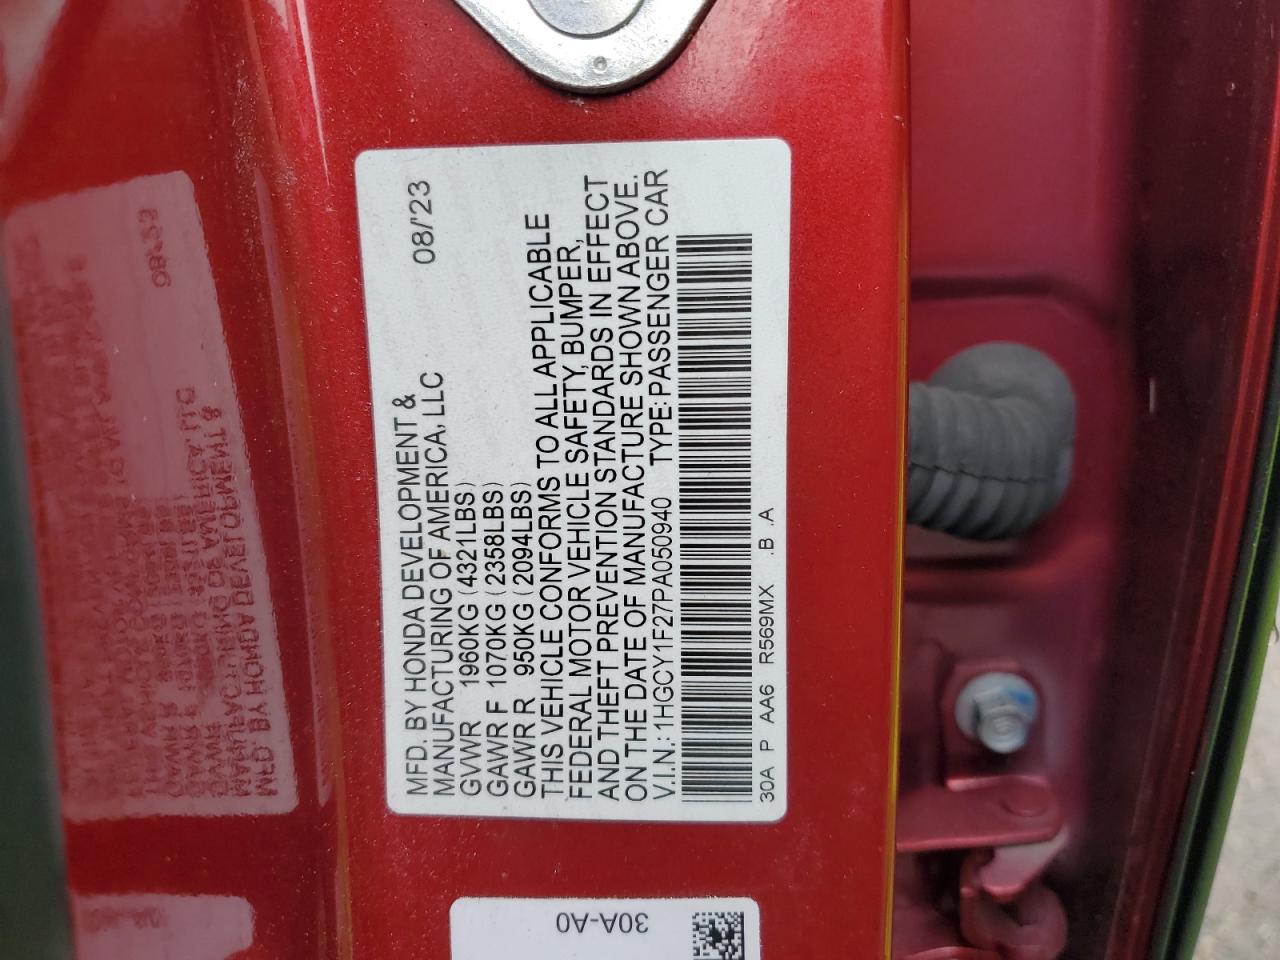 MFD. BY HONDA DEVELOPMENT & 08/'23
MANUFACTURING OF AMERICA, LLC
GVWR 1960KG (4321LBS)
GAWR F 1070KG (2358LBS)
GAWR R 950KG (2094LBS)
THIS VEHICLE CONFORMS TO ALL APPLICABLE
FEDERAL MOTOR VEHICLE SAFETY, BUMPER,
AND THEFT PREVENTION STANDARDS IN EFFECT
ON THE DATE OF MANUFACTURE SHOWN ABOVE.
V.I.N.: 1HGCY1F27PA050940 TYPE:PASSENGER CAR
30A P AA6 R569MX .B .A
30A-A0